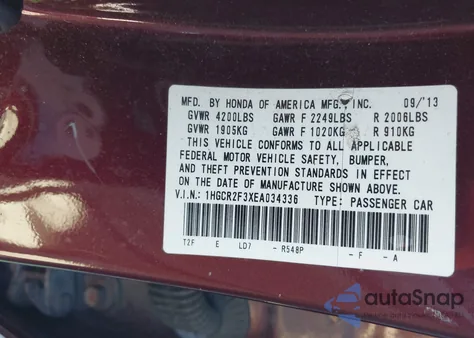 MFD. BY HONDA OF AMERICA MFG., INC. 09/'13
GVWR 4200LBS GAWR F 2249LBS R 2006LBS
GVWR 1905KG GAWR F 1020KG R 910KG
THIS VEHICLE CONFORMS TO ALL APPLICABLE
FEDERAL MOTOR VEHICLE SAFETY, BUMPER,
AND THEFT PREVENTION STANDARDS IN EFFECT
ON THE DATE OF MANUFACTURE SHOWN ABOVE.
V.I.N.: 1HGCR2F3XEA034336 TYPE: PASSENGER CAR
T2F E LD7 -R548P -F -A
autoSnap